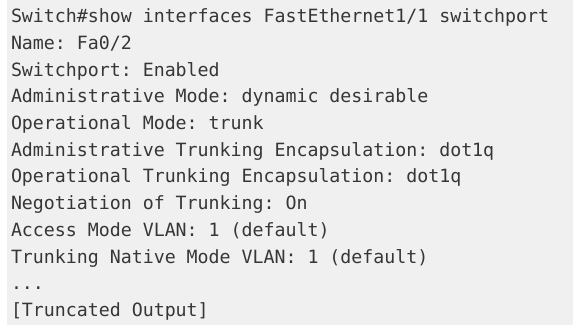 Switch#show interfaces FastEthernet1/1 switchport
Name: Fa0/2
Switchport: Enabled
Administrative Mode: dynamic desirable
Operational Mode: trunk
Administrative Trunking Encapsulation: dot1q
Operational Trunking Encapsulation: dot1q
Negotiation of Trunking: On
Access Mode VLAN: 1 (default)
Trunking Native Mode VLAN: 1 (default)
...
[Truncated Output]